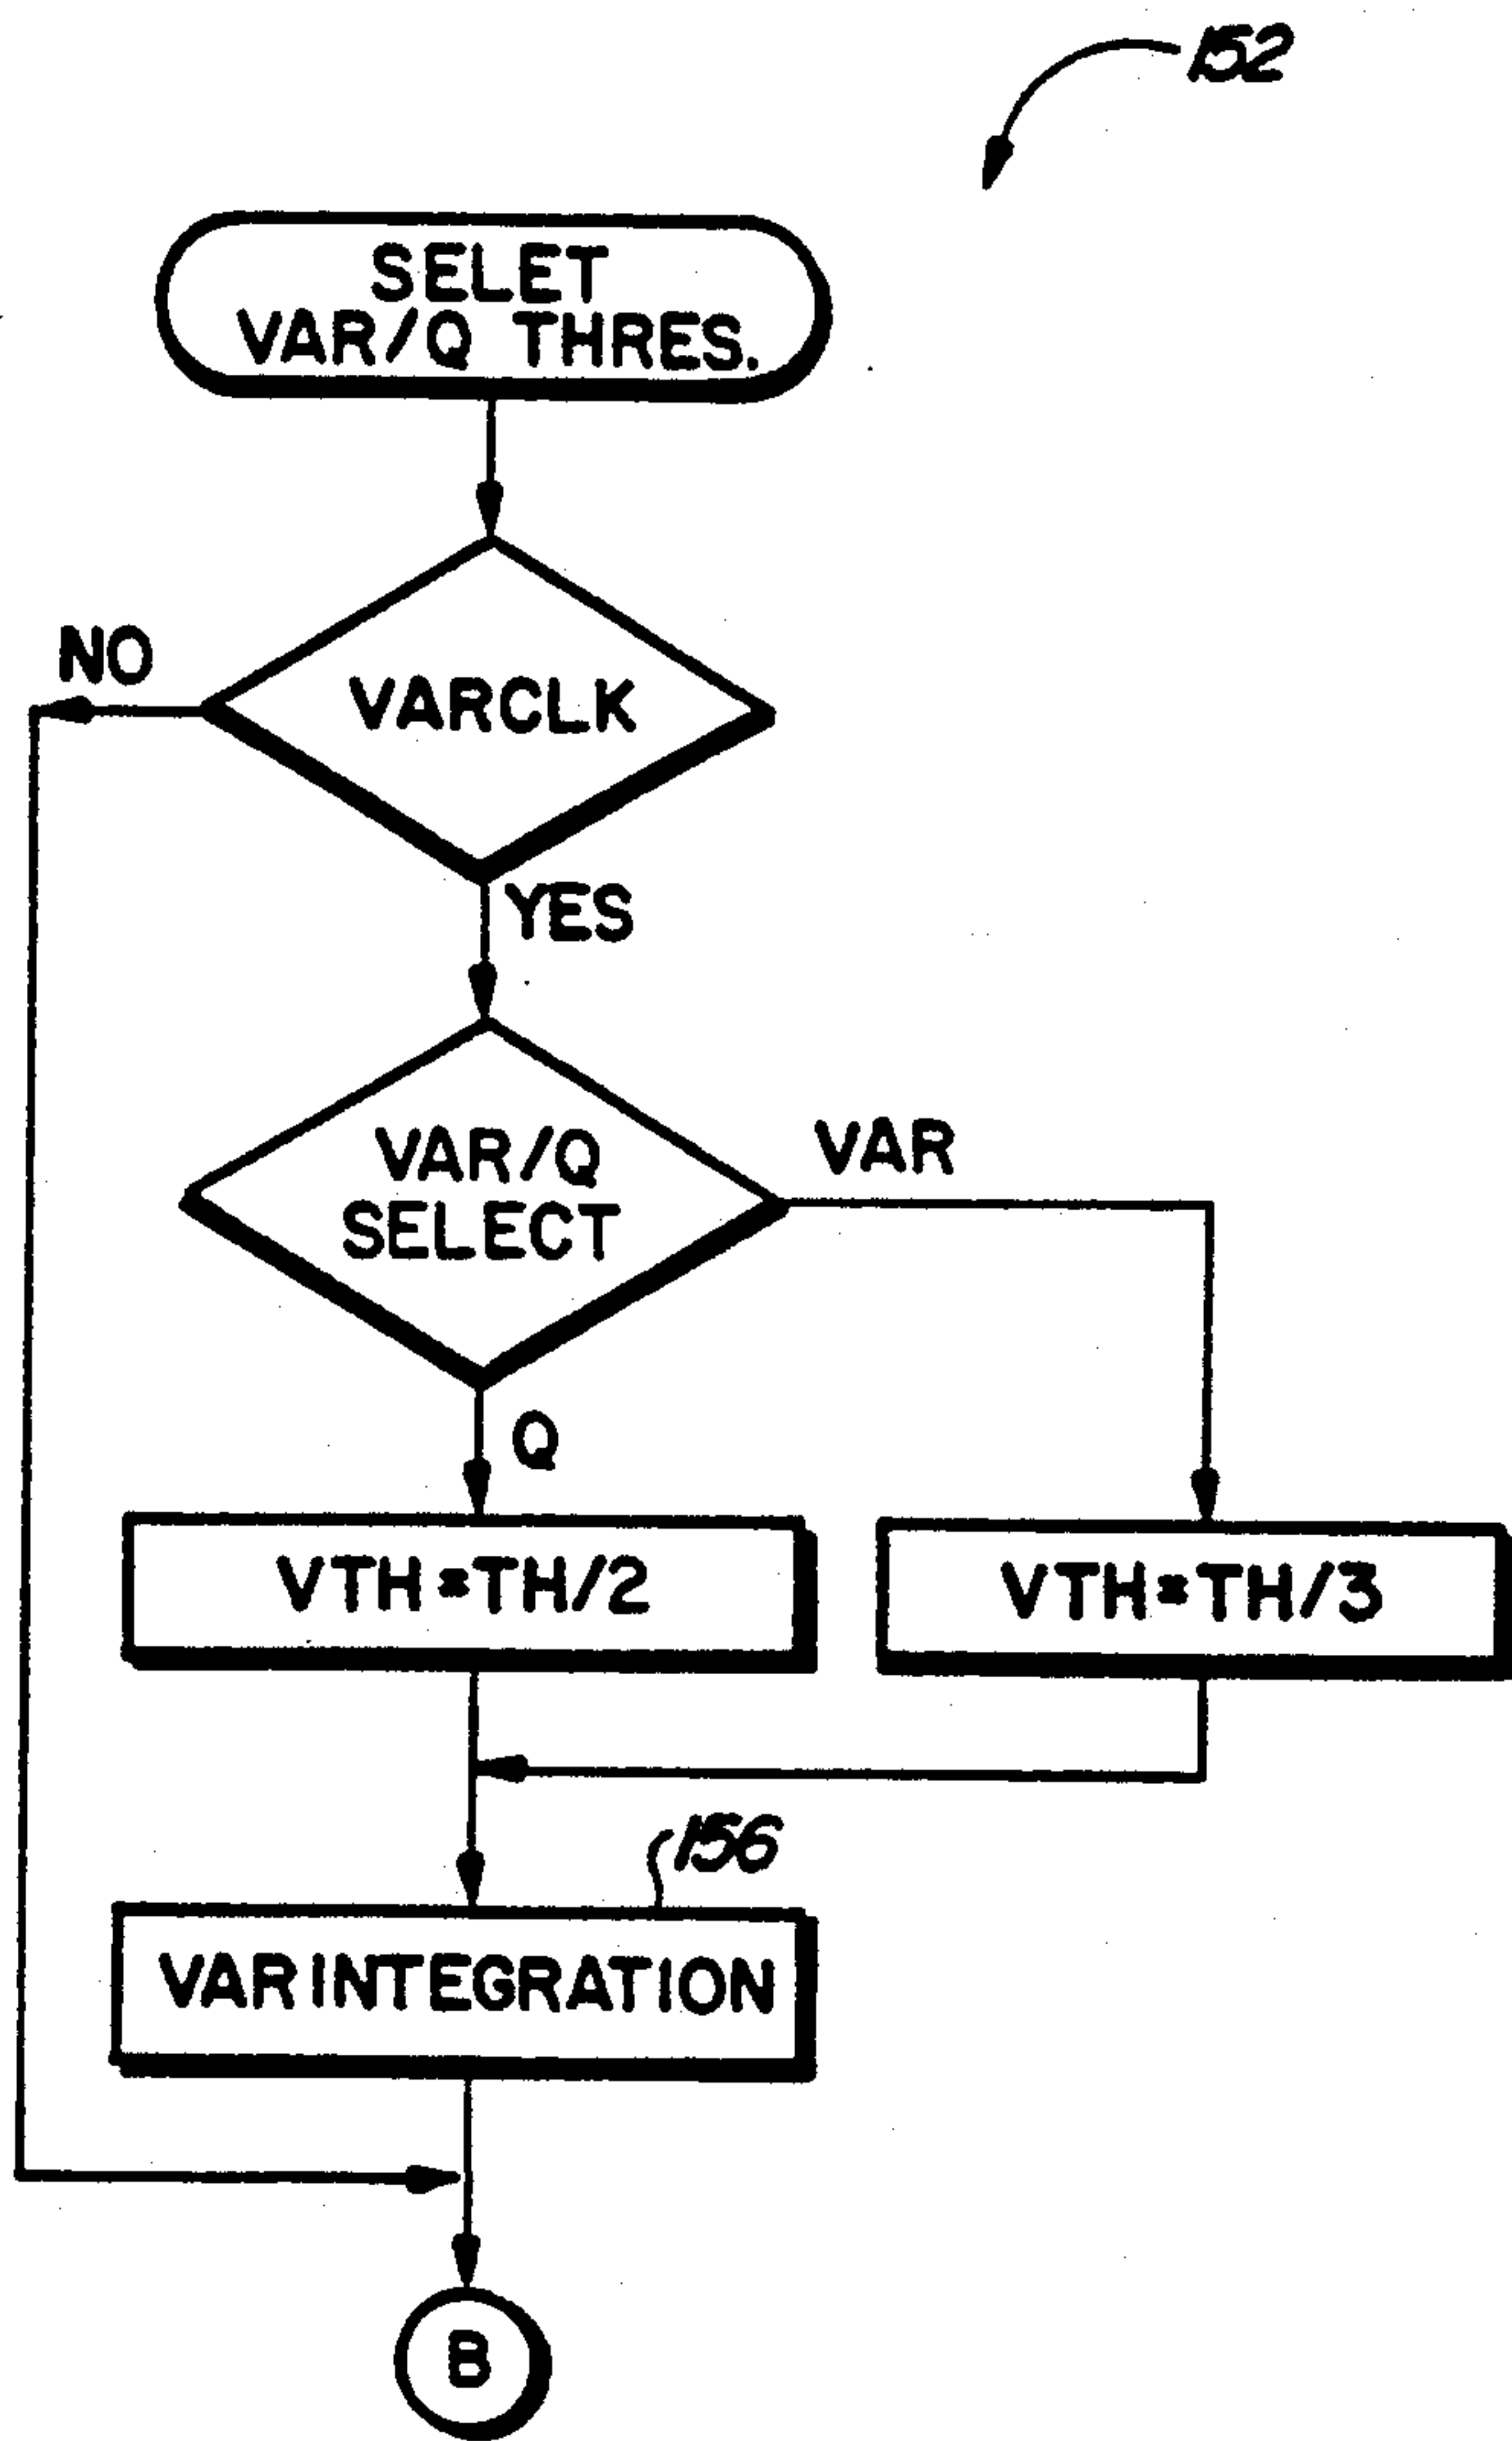 152
SELET
VAR/Q THRES.
NO
VARCLK
YES
VAR/Q
SELECT
VAR
Q
VTH=TH/2
VTH=TH/3
156
VAR INTEGRATION
B